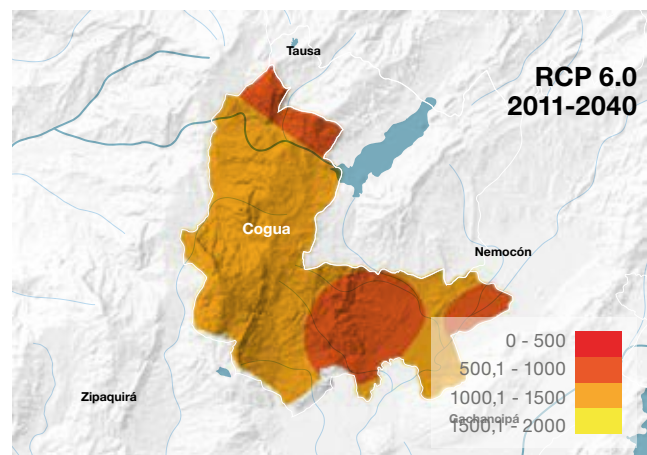 Tausa
RCP 6.0
2011-2040
Cogua
Nemocón
0 - 500
500,1 - 1000
1000,1 - 1500
Gachancipá
1500,1 - 2000
Zipaquirá